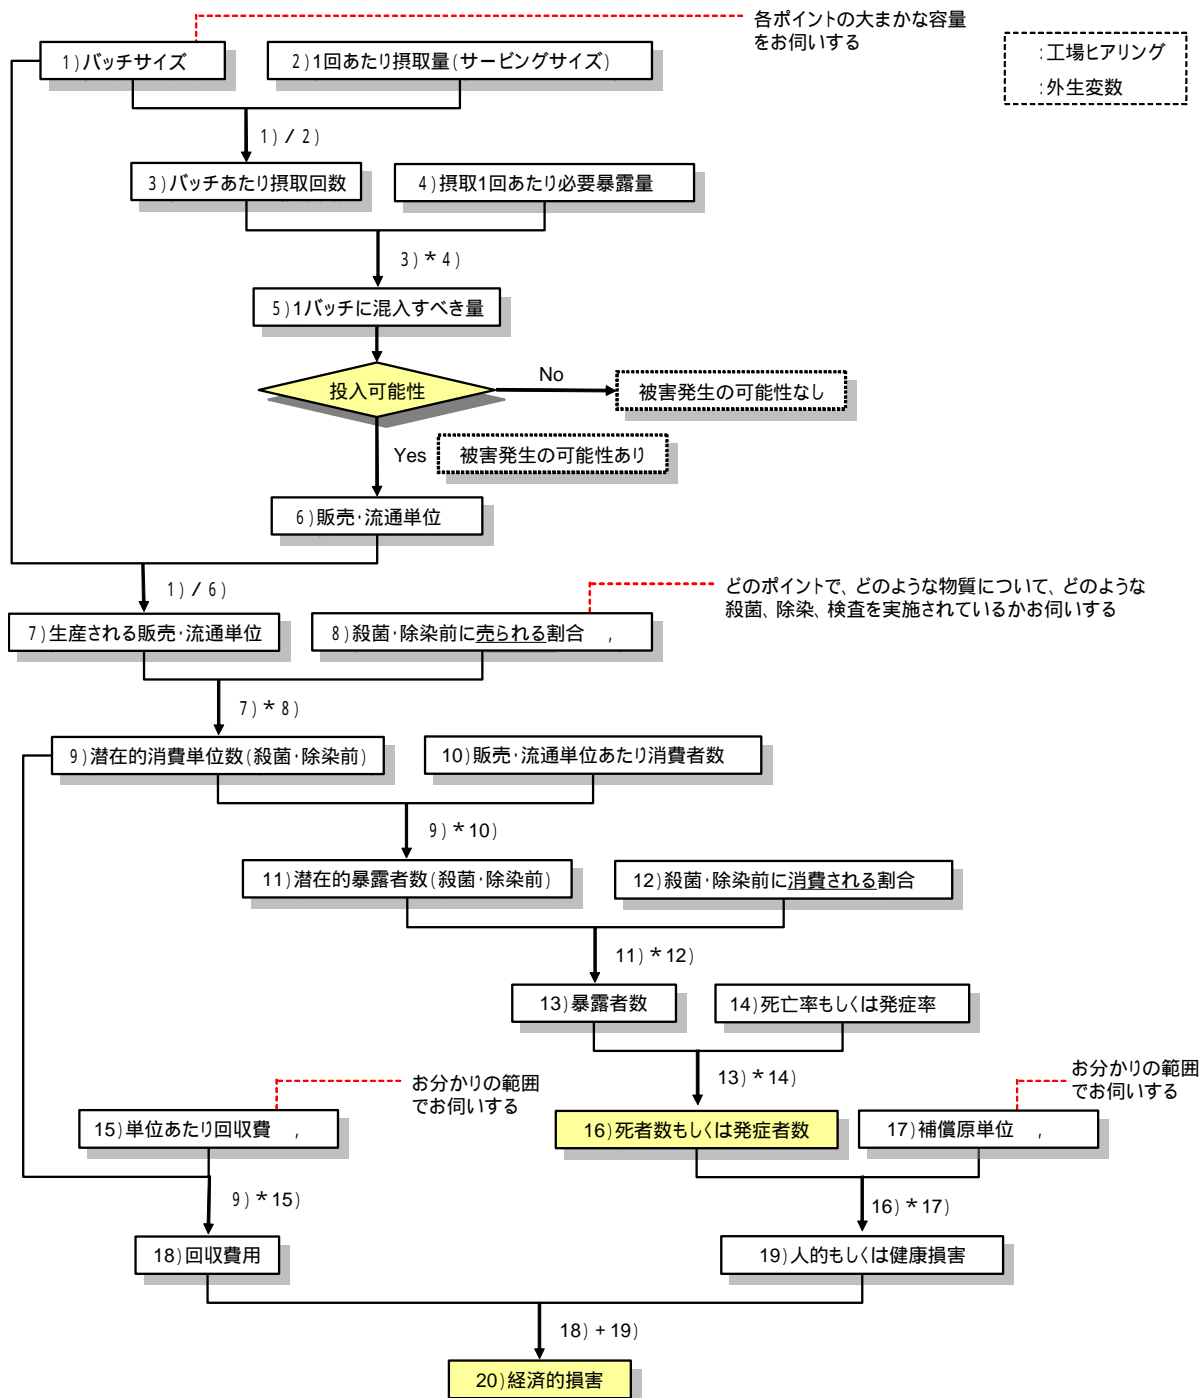 各ポイントの大まかな容量
をお伺いする
:工場ヒアリング
:外生変数
1)バッチサイズ
2)1回あたり摂取量(サービングサイズ)
1) / 2)
3)バッチあたり摂取回数
4)摂取1回あたり必要暴露量
3) * 4)
5)1バッチに混入すべき量
投入可能性
No
被害発生の可能性なし
Yes
被害発生の可能性あり
6)販売・流通単位
1) / 6)
どのポイントで、どのような物質について、どのような
殺菌、除染、検査を実施されているかお伺いする
7)生産される販売・流通単位
8)殺菌・除染前に売られる割合 ,
7) * 8)
9)潜在的消費単位数(殺菌・除染前)
10)販売・流通単位あたり消費者数
9) * 10)
11)潜在的暴露者数(殺菌・除染前)
12)殺菌・除染前に消費される割合
11) * 12)
13)暴露者数
14)死亡率もしくは発症率
13) * 14)
お分かりの範囲
でお伺いする
お分かりの範囲
でお伺いする
15)単位あたり回収費 ,
16)死者数もしくは発症者数
17)補償原単位 ,
9) * 15)
16) * 17)
18)回収費用
19)人的もしくは健康損害
18) + 19)
20)経済的損害